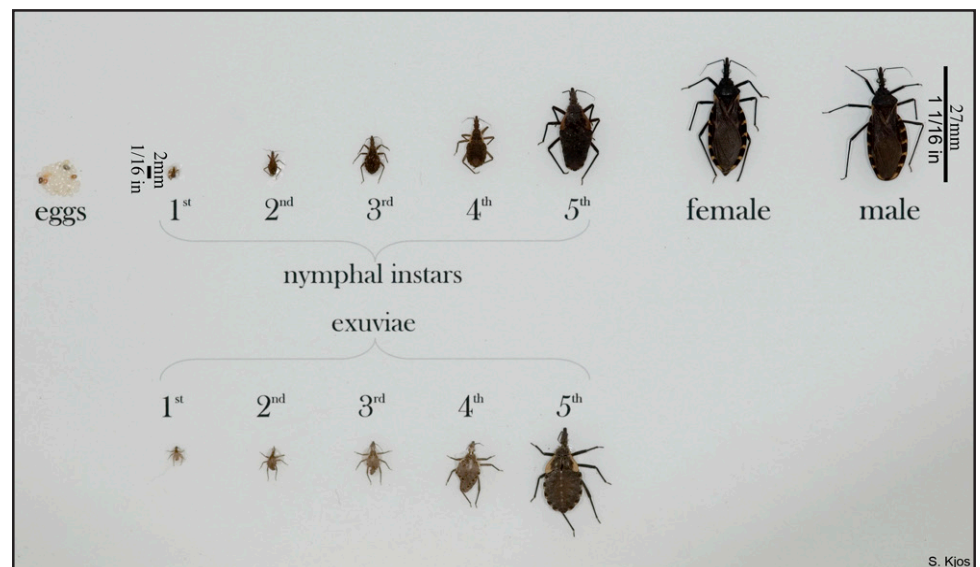 2mm
1/16 in
27mm
1 1/16 in
eggs
1st
2nd
3rd
4th
5th
female
male
nymphal instars
exuviae
1st
2nd
3rd
4th
5th
S. Kjos